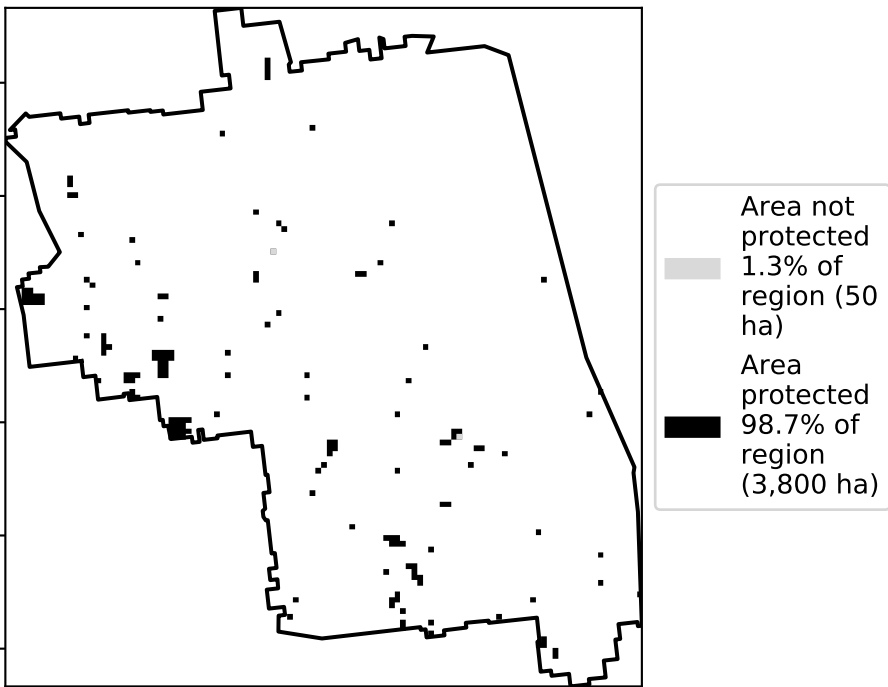 Area not
protected
1.3% of
region (50
ha)
Area
protected
98.7% of
region
(3,800 ha)